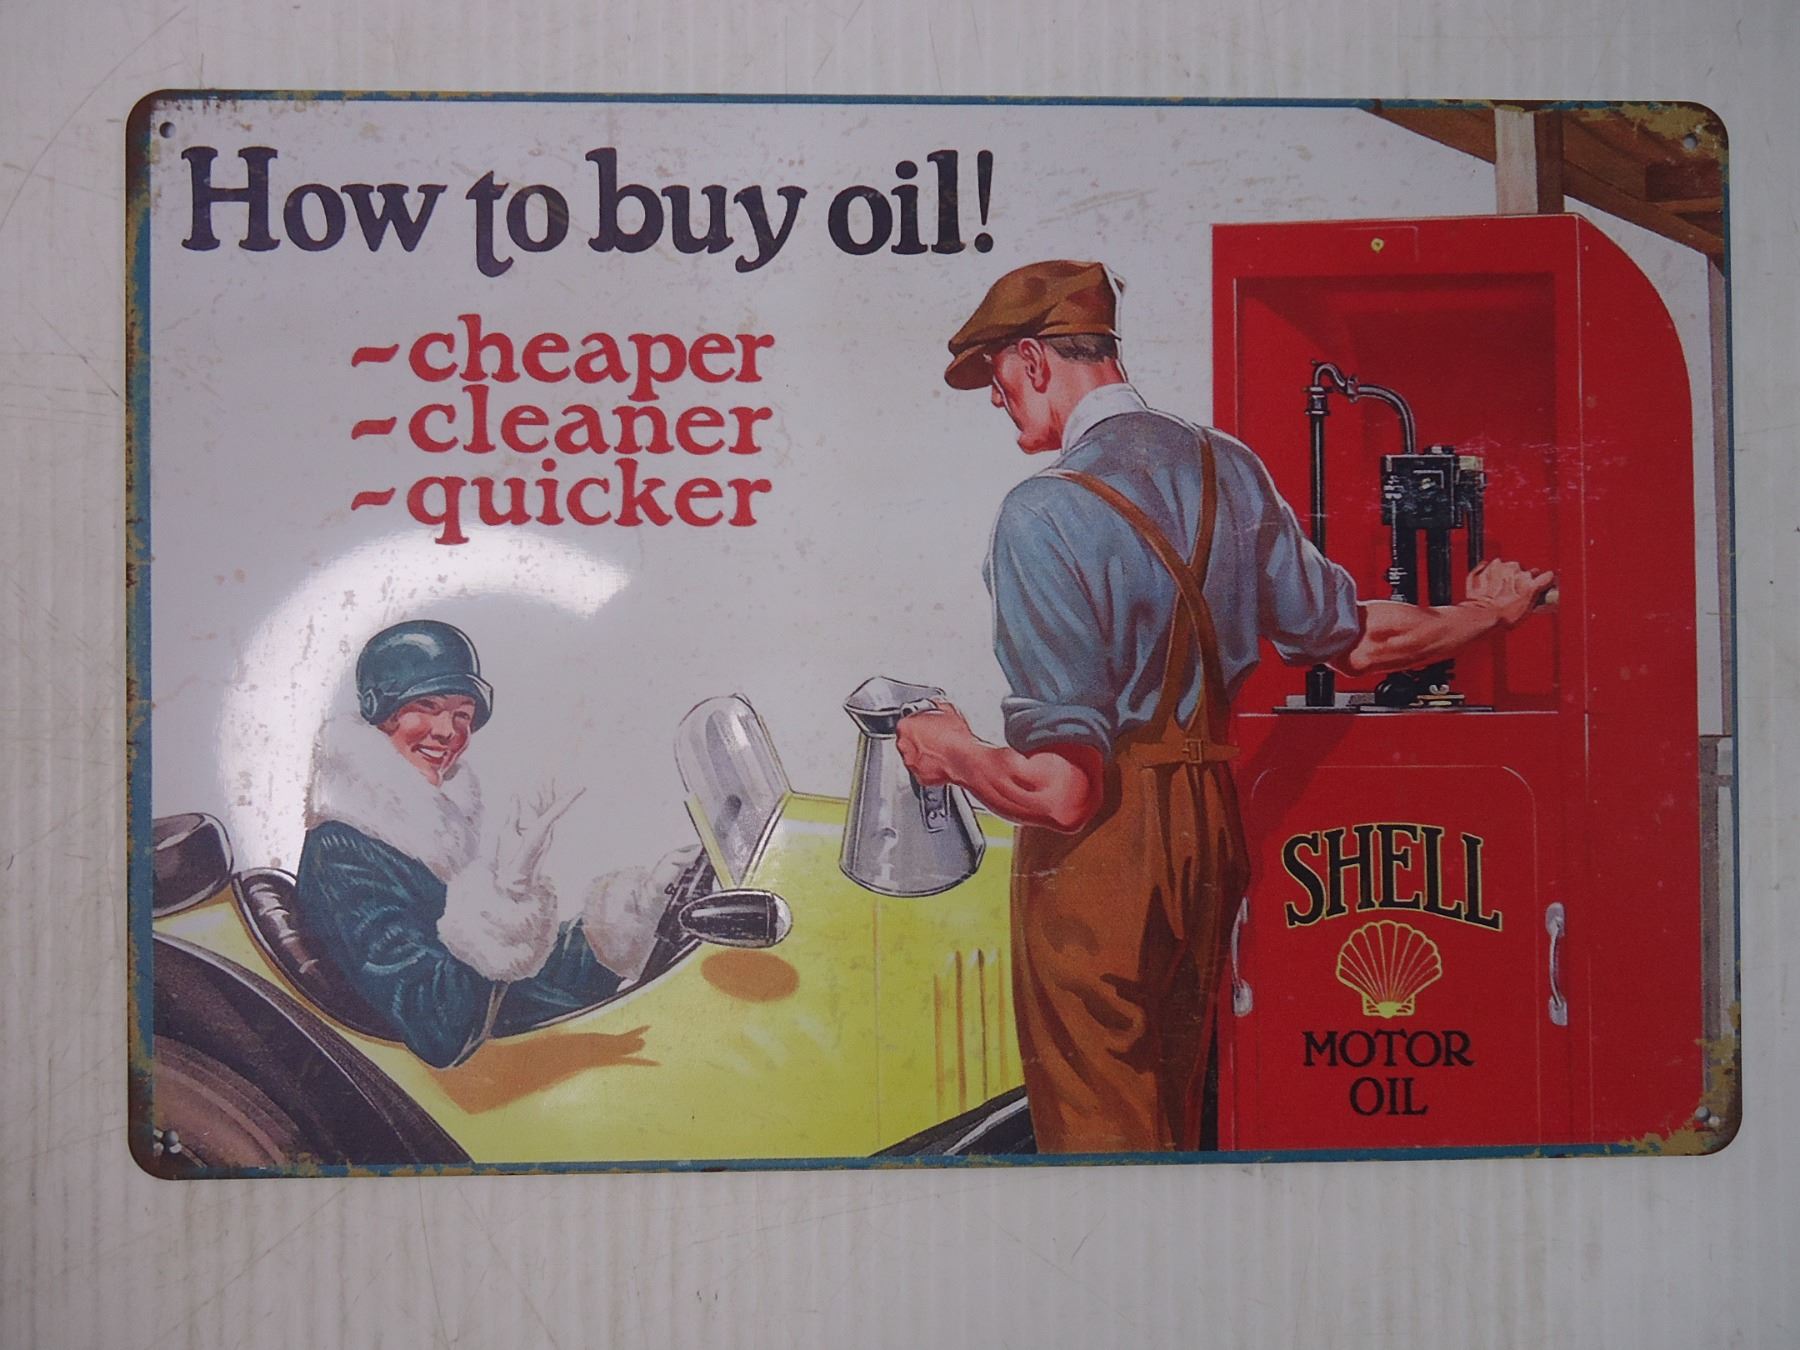 How to buy oil!
~cheaper
~cleaner
~quicker
SHELL
MOTOR
OIL